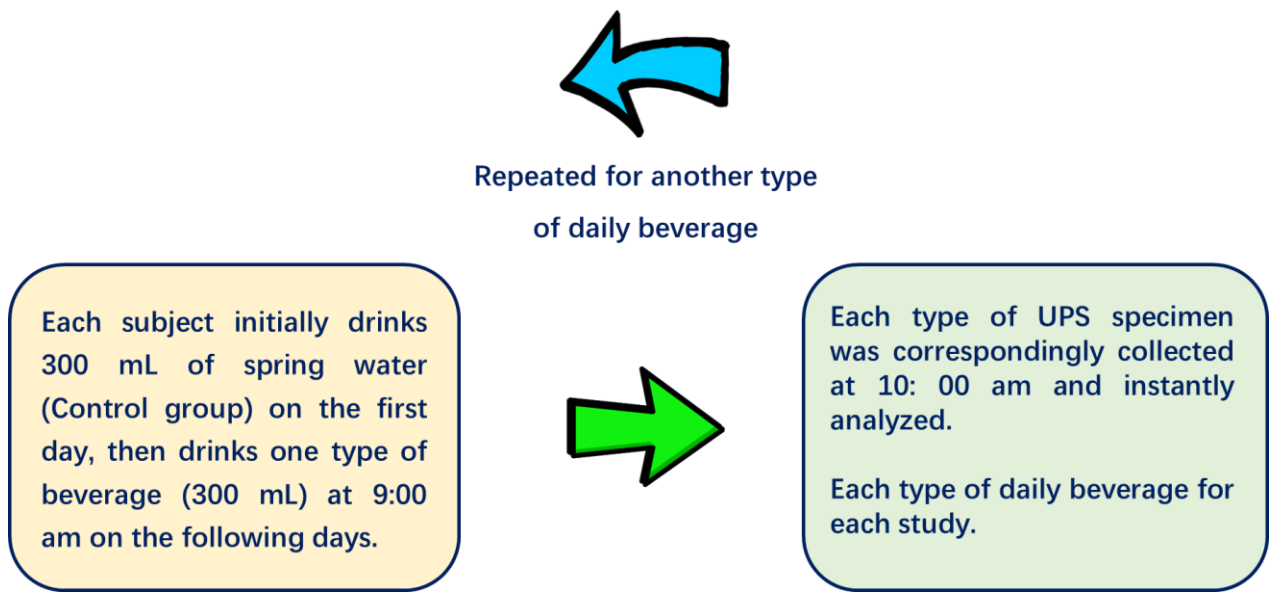 Repeated for another type
of daily beverage
Each subject initially drinks
300 mL of spring water
(Control group) on the first
day, then drinks one type of
beverage (300 mL) at 9:00
am on the following days.
Each type of UPS specimen
was correspondingly collected
at 10: 00 am and instantly
analyzed.
Each type of daily beverage for
each study.